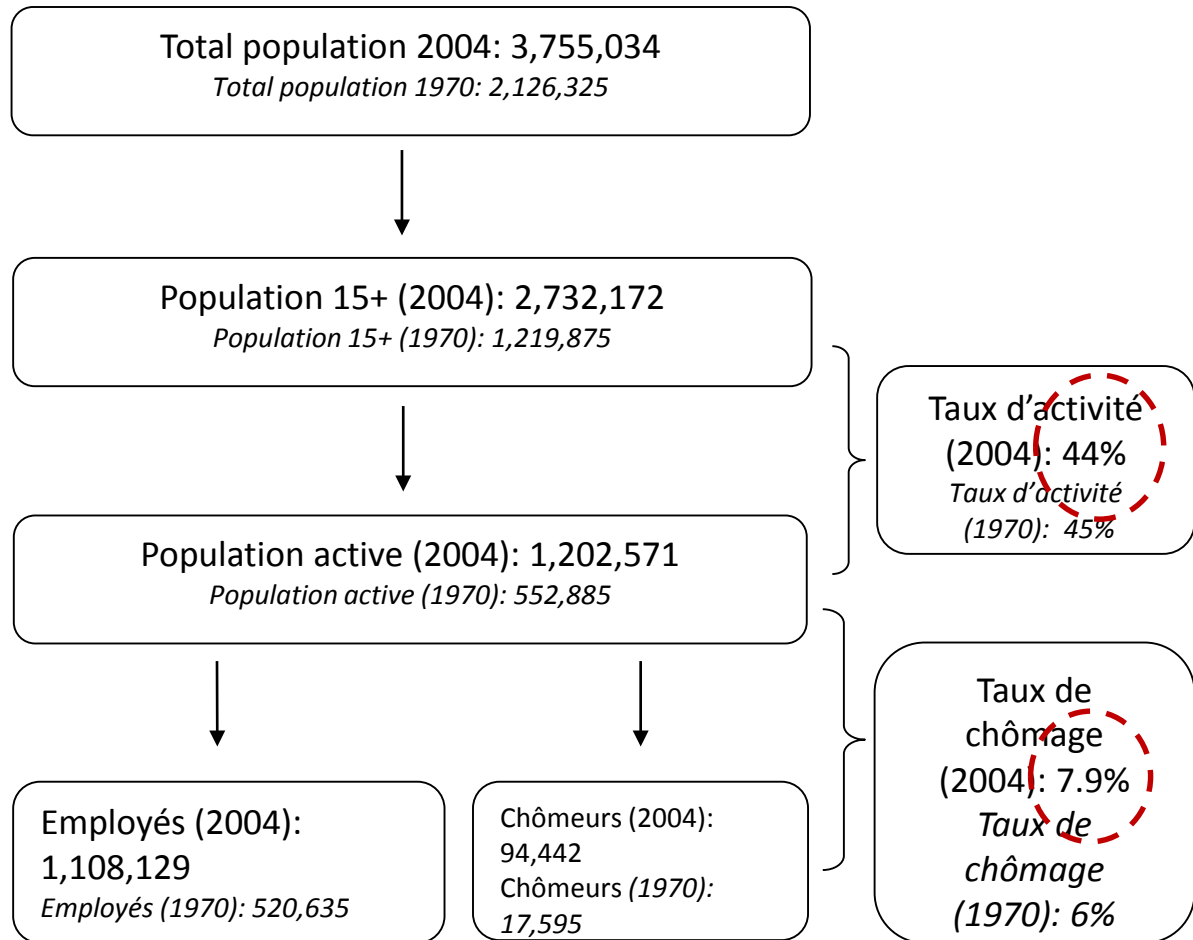 Total population 2004: 3,755,034
Total population 1970: 2,126,325
Population 15+ (2004): 2,732,172
Population 15+ (1970): 1,219,875
Taux d’activité
(2004): 44%
Taux d’activité
(1970): 45%
Population active (2004): 1,202,571
Population active (1970): 552,885
Taux de
chômage
(2004): 7.9%
Taux de
chômage
(1970): 6%
Employés (2004):
1,108,129
Employés (1970): 520,635
Chômeurs (2004):
94,442
Chômeurs (1970):
17,595